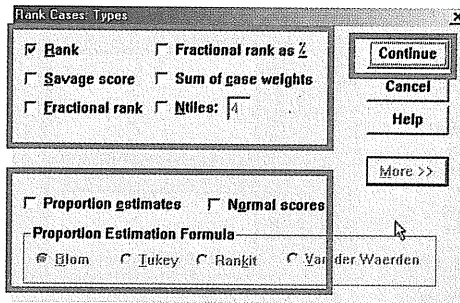 Rank Cases: Types
Rank
Fractional rank as %
Continue
Savage score
Sum of case weights
Cancel
Fractional rank
Ntiles: 4
Help
More >>
Proportion estimates
Normal scores
Proportion Estimation Formula
Blom
Tukey
Rankit
Van der Waerden